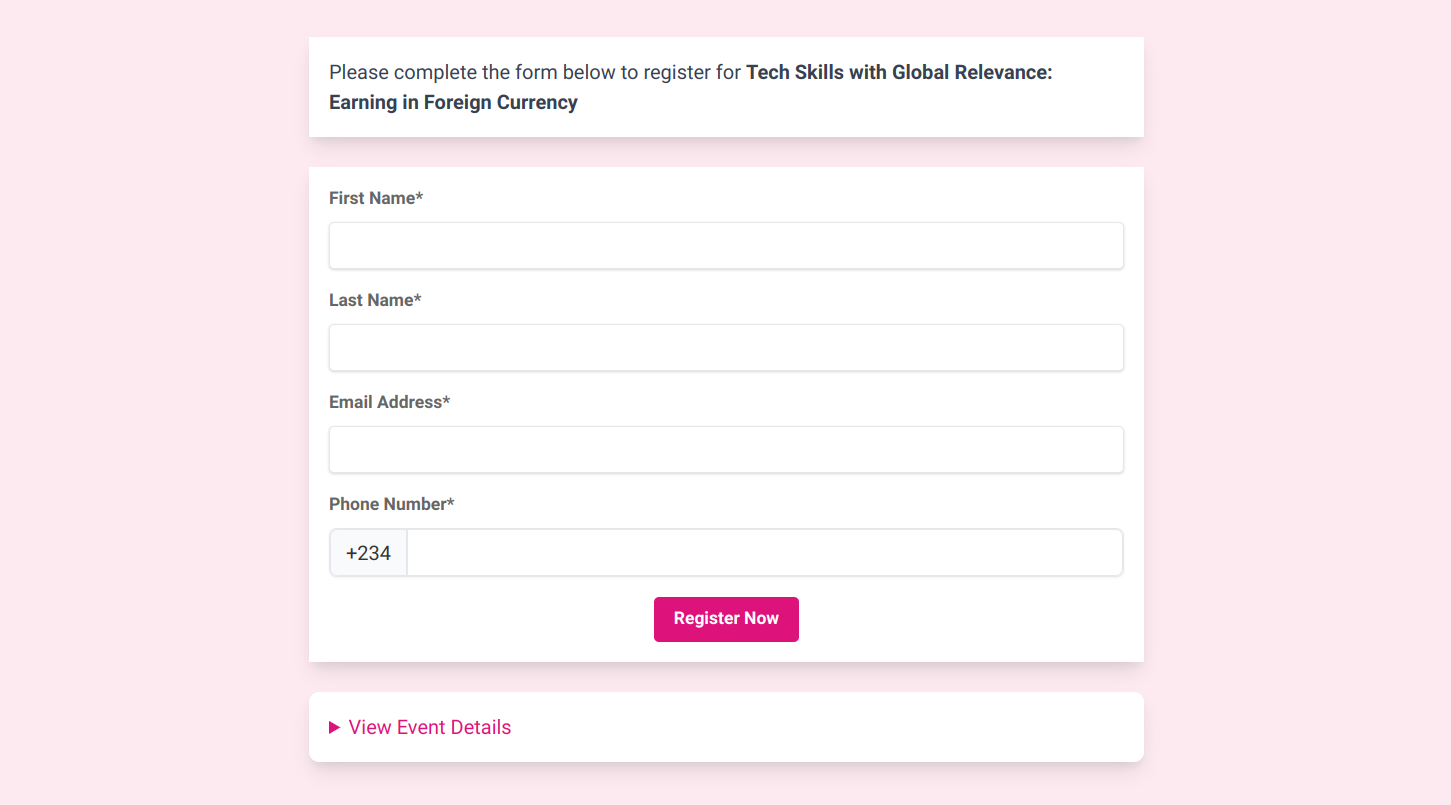 Please complete the form below to register for Tech Skills with Global Relevance:
Earning in Foreign Currency
First Name*
Last Name*
Email Address*
Phone Number*
+234
Register Now
View Event Details